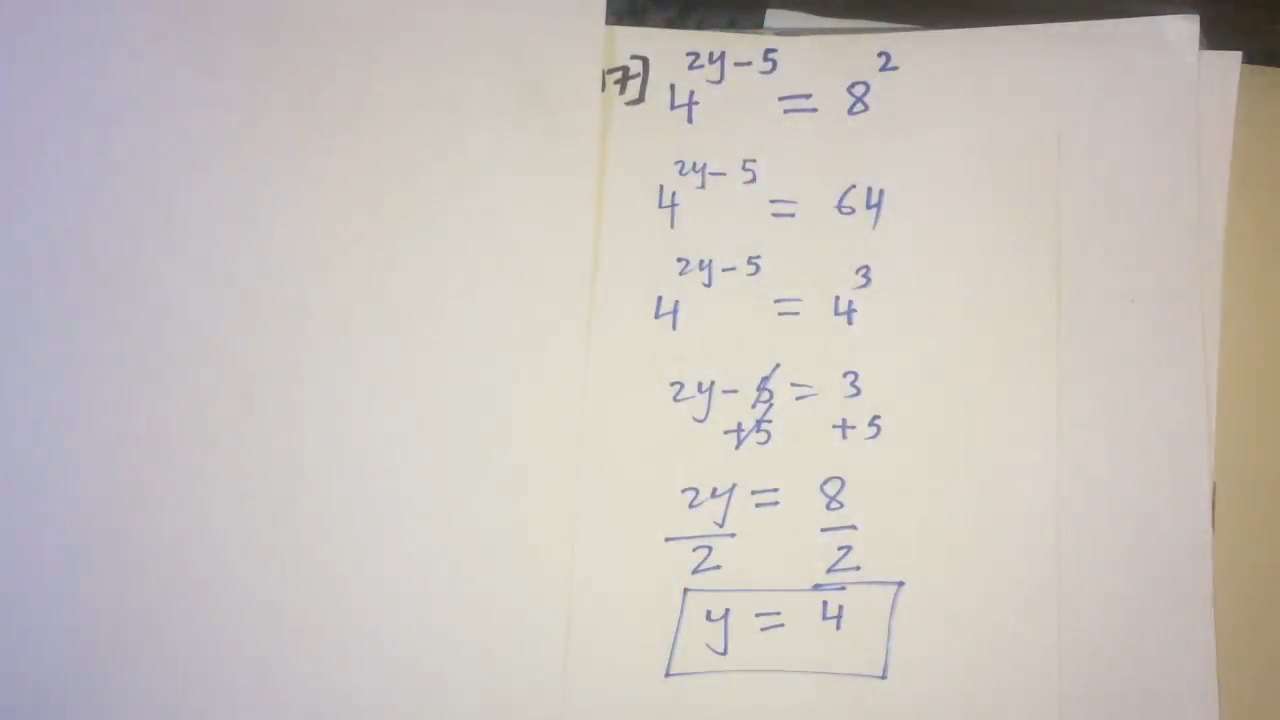 17] 4^{2y-5} = 8^2
4^{2y-5} = 64
4^{2y-5} = 4^3
2y-5 = 3
+5 +5
2y = 8
2 2
y = 4